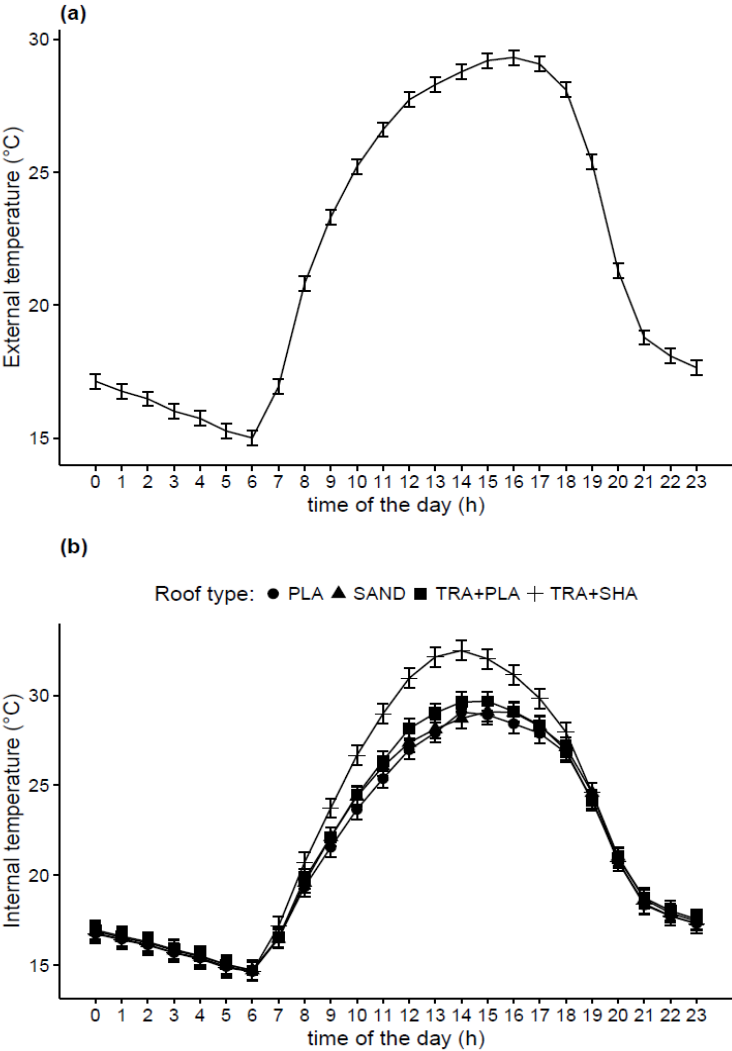 (a)
External temperature (°C)
30
25
20
15
0 1 2 3 4 5 6 7 8 9 10 11 12 13 14 15 16 17 18 19 20 21 22 23
time of the day (h)
(b)
Roof type: PLA SAND TRA+PLA TRA+SHA
Internal temperature (°C)
30
25
20
15
0 1 2 3 4 5 6 7 8 9 10 11 12 13 14 15 16 17 18 19 20 21 22 23
time of the day (h)